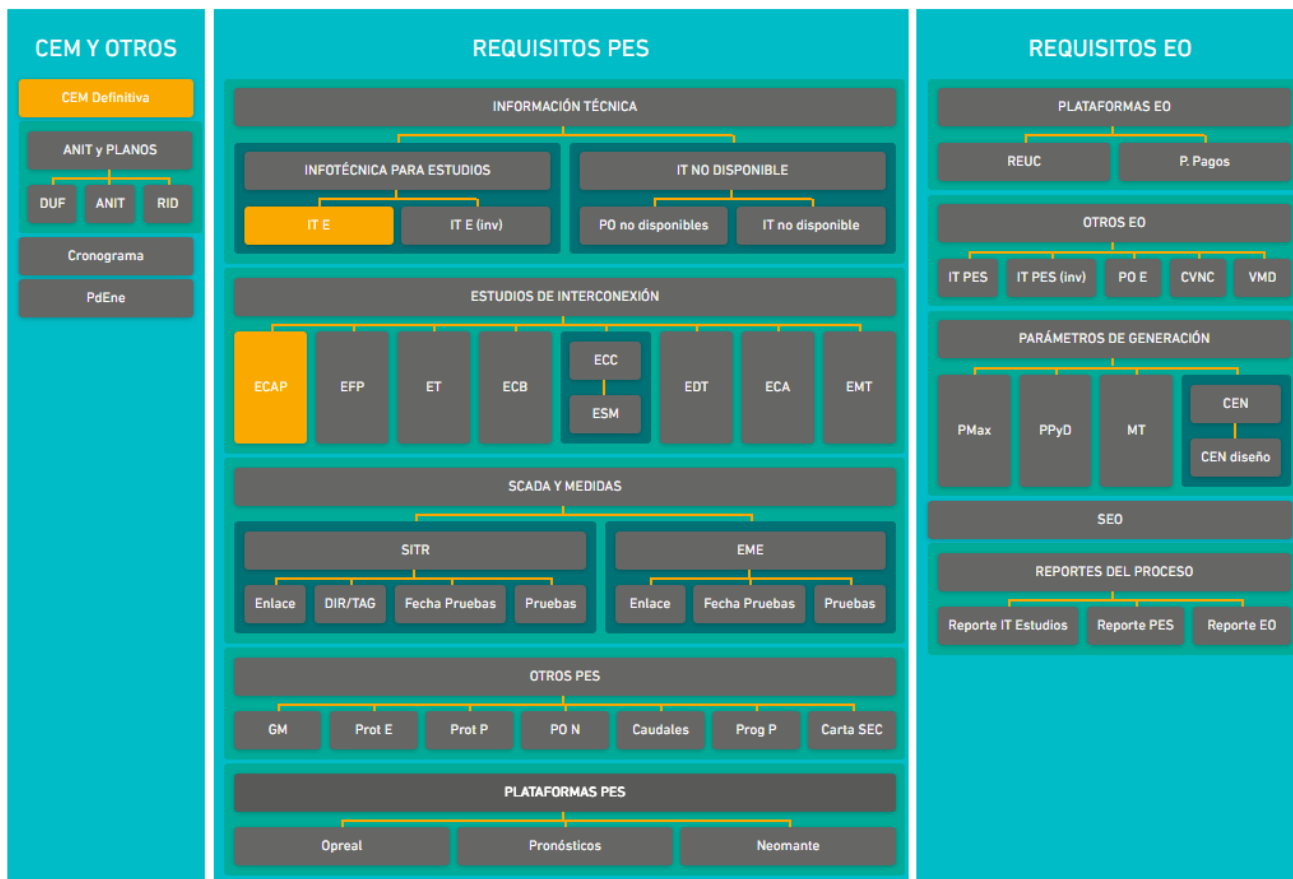 CEM Y OTROS
CEM Definitiva
ANIT y PLANOS
DUF ANIT RID
Cronograma
PdEne
REQUISITOS PES
INFORMACIÓN TÉCNICA
INFOTÉCNICA PARA ESTUDIOS
IT E IT E (inv)
IT NO DISPONIBLE
PO no disponibles IT no disponible
ESTUDIOS DE INTERCONEXIÓN
ECAP EFP ET ECB ECC ESM EDT ECA EMT
SCADA Y MEDIDAS
SITR
Enlace DIR/TAG Fecha Pruebas Pruebas
EME
Enlace Fecha Pruebas Pruebas
OTROS PES
GM Prot E Prot P PO N Caudales Prog P Carta SEC
PLATAFORMAS PES
Opreal Pronósticos Neomante
REQUISITOS EO
PLATAFORMAS EO
REUC P. Pagos
OTROS EO
IT PES IT PES (inv) PO E CVNC VMD
PARÁMETROS DE GENERACIÓN
PMax PPyD MT CEN
CEN diseño
SEO
REPORTES DEL PROCESO
Reporte IT Estudios Reporte PES Reporte EO